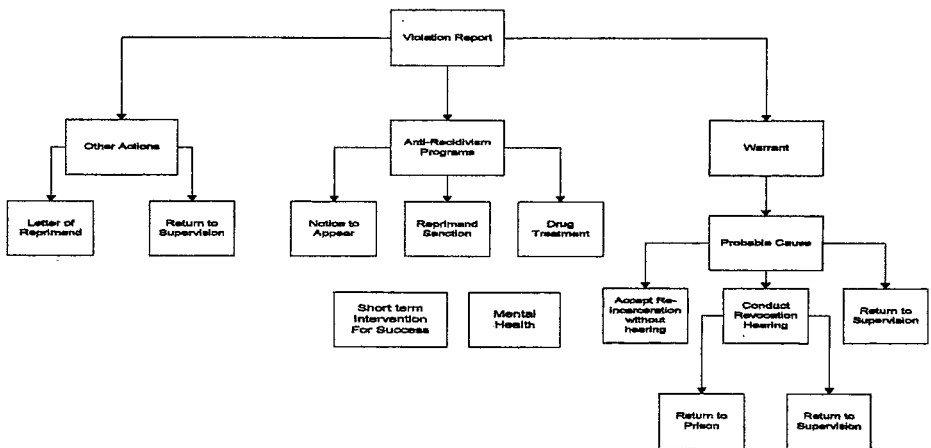 Violation Report
Other Actions
Anti-Recidivism
Programs
Warrant
Letter of
Reprimand
Return to
Supervision
Notice to
Appear
Reprimand
Sanction
Drug
Treatment
Probable Cause
Short term
Intervention
For Success
Mental
Health
Accept Re-
incarceration
without
hearing
Conduct
Revocation
Hearing
Return to
Supervision
Return to
Prison
Return to
Supervision